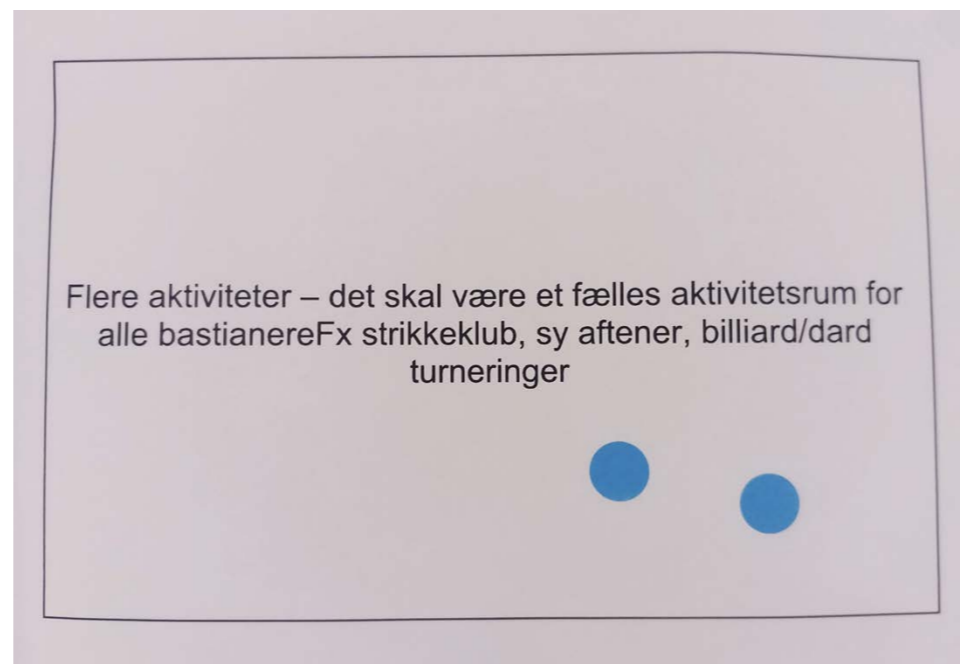 Flere aktiviteter – det skal være et fælles aktivitetsrum for
alle bastianereFx strikkeklub, sy aftener, billiard/dard
turneringer